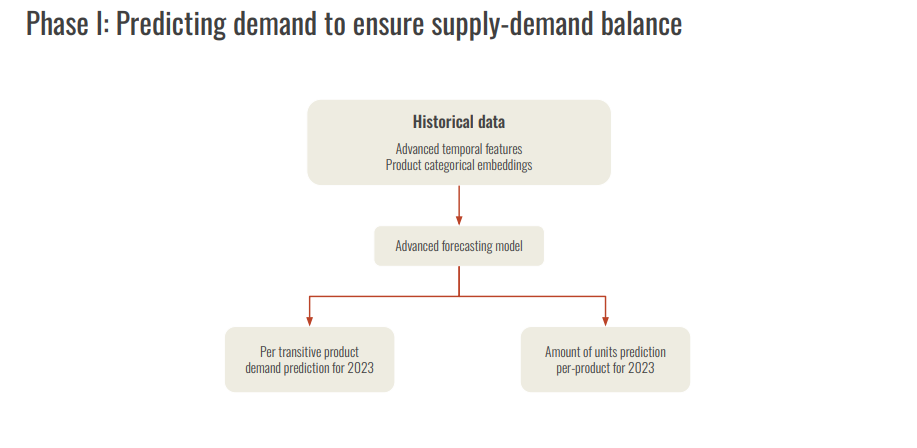 Phase I: Predicting demand to ensure supply-demand balance
Historical data
Advanced temporal features
Product categorical embeddings
Advanced forecasting model
Per transitive product
demand prediction for 2023
Amount of units prediction
per-product for 2023